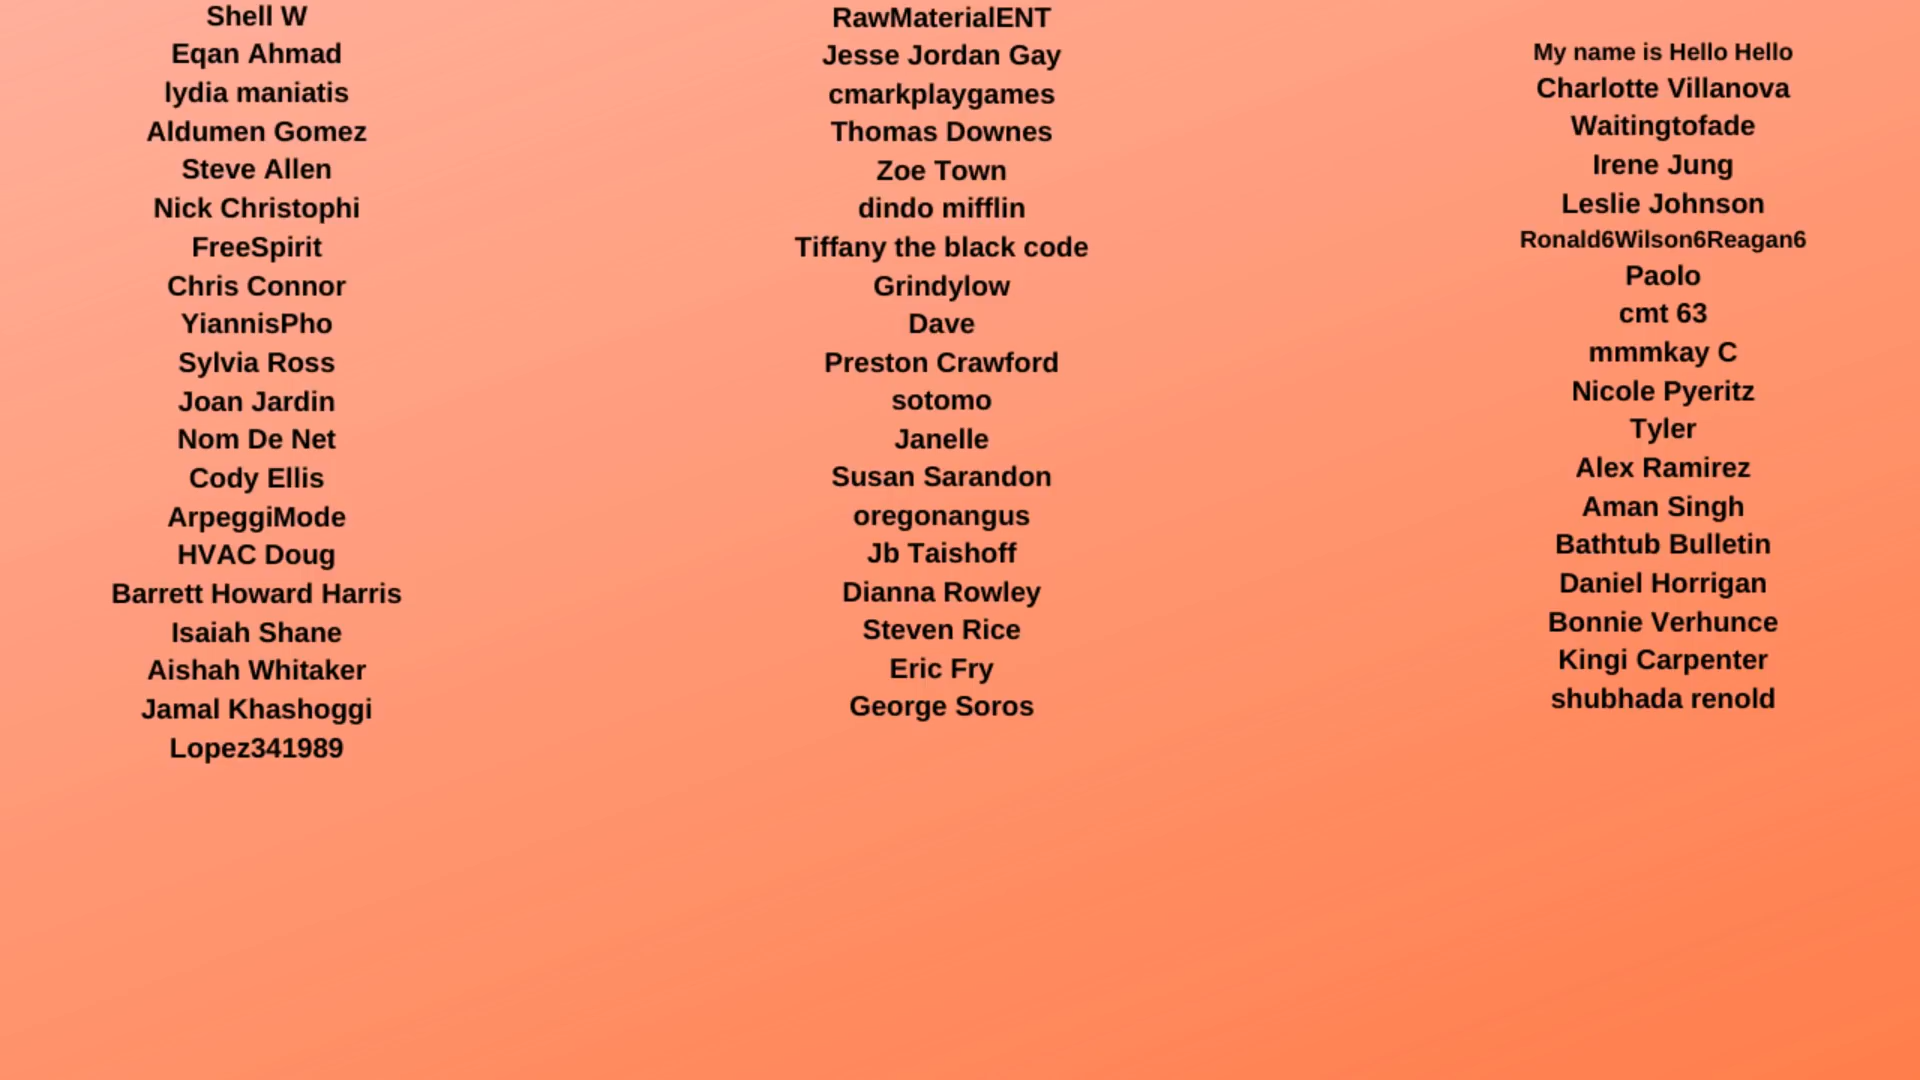 Shell W
Eqan Ahmad
lydia maniatis
Aldumen Gomez
Steve Allen
Nick Christophi
FreeSpirit
Chris Connor
YiannisPho
Sylvia Ross
Joan Jardin
Nom De Net
Cody Ellis
ArpeggiMode
HVAC Doug
Barrett Howard Harris
Isaiah Shane
Aishah Whitaker
Jamal Khashoggi
Lopez341989
RawMaterialENT
Jesse Jordan Gay
cmarkplaygames
Thomas Downes
Zoe Town
dindo mifflin
Tiffany the black code
Grindylow
Dave
Preston Crawford
sotomo
Janelle
Susan Sarandon
oregonangus
Jb Taishoff
Dianna Rowley
Steven Rice
Eric Fry
George Soros
My name is Hello Hello
Charlotte Villanova
Waitingtofade
Irene Jung
Leslie Johnson
Ronald6Wilson6Reagan6
Paolo
cmt 63
mmmkay C
Nicole Pyeritz
Tyler
Alex Ramirez
Aman Singh
Bathtub Bulletin
Daniel Horrigan
Bonnie Verhunce
Kingi Carpenter
shubhada renold